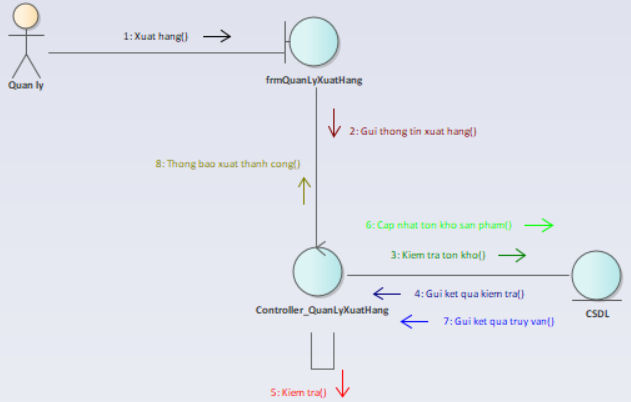 1: Xuat hang()
Quan ly
frmQuanLyXuatHang
2: Gui thong tin xuat hang()
8: Thong bao xuat thanh cong()
6: Cap nhat ton kho san pham()
3: Kiem tra ton kho()
4: Gui ket qua kiem tra()
Controller_QuanLyXuatHang
7: Gui ket qua truy van()
CSDL
5: Kiem tra()